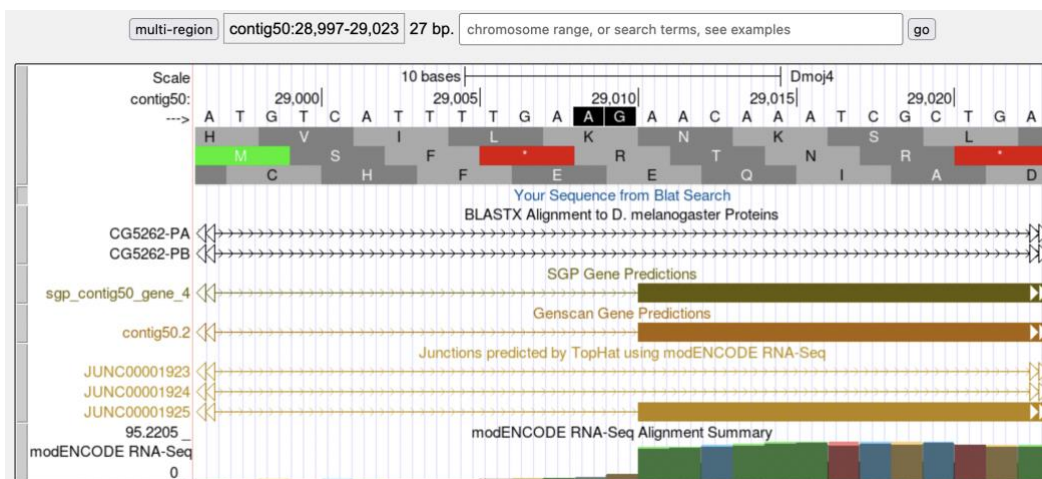 multi-region contig50:28,997-29,023 27 bp. chromosome range, or search terms, see examples go
Scale 10 bases Dmoj4
contig50: 29,000 29,005 29,010 29,015 29,020
---> A T G T C A T T T T G A A G A A C A A A T C G C T G A
H V I L K N K S L
M S F * R T N R *
C H F E E Q I A D
Your Sequence from Blat Search
BLASTX Alignment to D. melanogaster Proteins
CG5262-PA
CG5262-PB
SGP Gene Predictions
sgp_contig50_gene_4
Genscan Gene Predictions
contig50.2
Junctions predicted by TopHat using modENCODE RNA-Seq
JUNC00001923
JUNC00001924
JUNC00001925
95.2205 _ modENCODE RNA-Seq Alignment Summary
modENCODE RNA-Seq
0